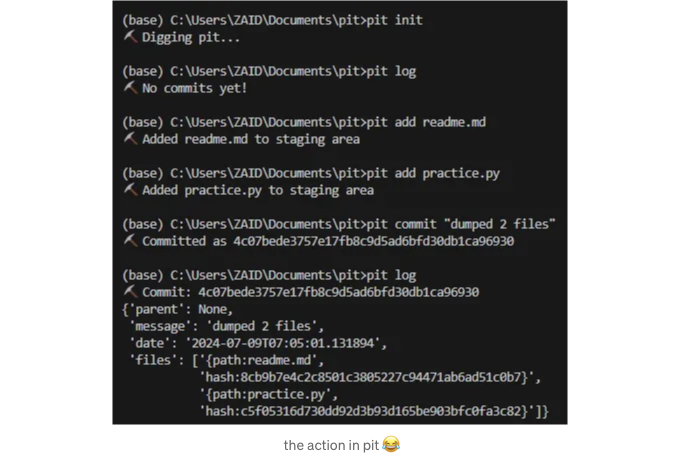 (base) C:\Users\ZAID\Documents\pit>pit init
⛏ Digging pit...
(base) C:\Users\ZAID\Documents\pit>pit log
⛏ No commits yet!
(base) C:\Users\ZAID\Documents\pit>pit add readme.md
⛏ Added readme.md to staging area
(base) C:\Users\ZAID\Documents\pit>pit add practice.py
⛏ Added practice.py to staging area
(base) C:\Users\ZAID\Documents\pit>pit commit "dumped 2 files"
⛏ Committed as 4c07bede3757e17fb8c9d5ad6bfd30db1ca96930
(base) C:\Users\ZAID\Documents\pit>pit log
⛏ Commit: 4c07bede3757e17fb8c9d5ad6bfd30db1ca96930
{'parent': None,
'message': 'dumped 2 files',
'date': '2024-07-09T07:05:01.131894',
'files': ['{path:readme.md',
'hash:8cb9b7e4c2c8501c3805227c94471ab6ad51c0b7}',
'{path:practice.py',
'hash:c5f05316d730dd92d3b93d165be903bfc0fa3c82}']}
the action in pit 😂